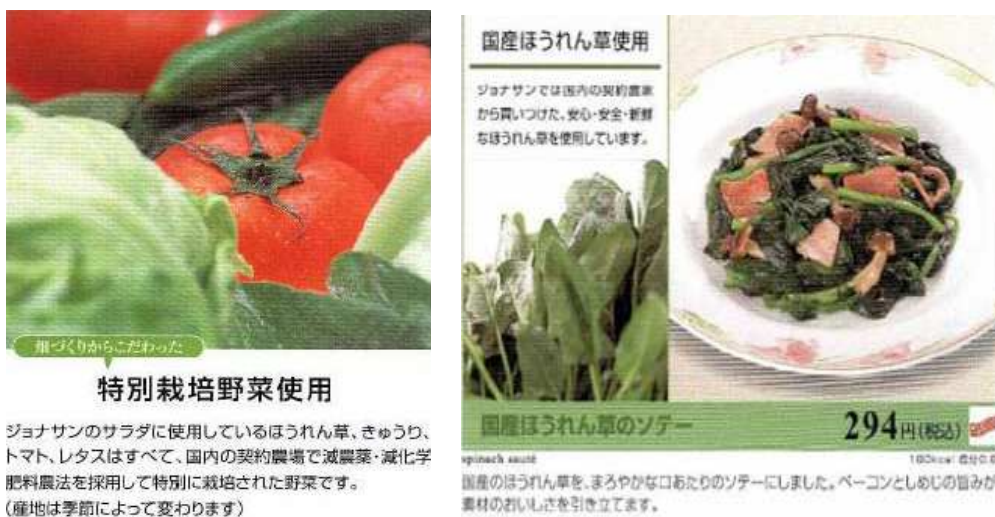 畑づくりからこだわった
特別栽培野菜使用
ジョナサンのサラダに使用しているほうれん草、きゅうり、
トマト、レタスはすべて、国内の契約農場で減農薬・減化学
肥料農法を採用して特別に栽培された野菜です。
(産地は季節によって変わります)
国産ほうれん草使用
ジョナサンでは国内の契約農家
から買いつけた、安心・安全・新鮮
なほうれん草を使用しています。
国産ほうれん草のソテー
294円(税込)
spinach sauté
180kcal 塩分0.
国産のほうれん草を、まろやかな口あたりのソテーにしました。ベーコンとしめじの旨みが
素材のおいしさを引き立てます。